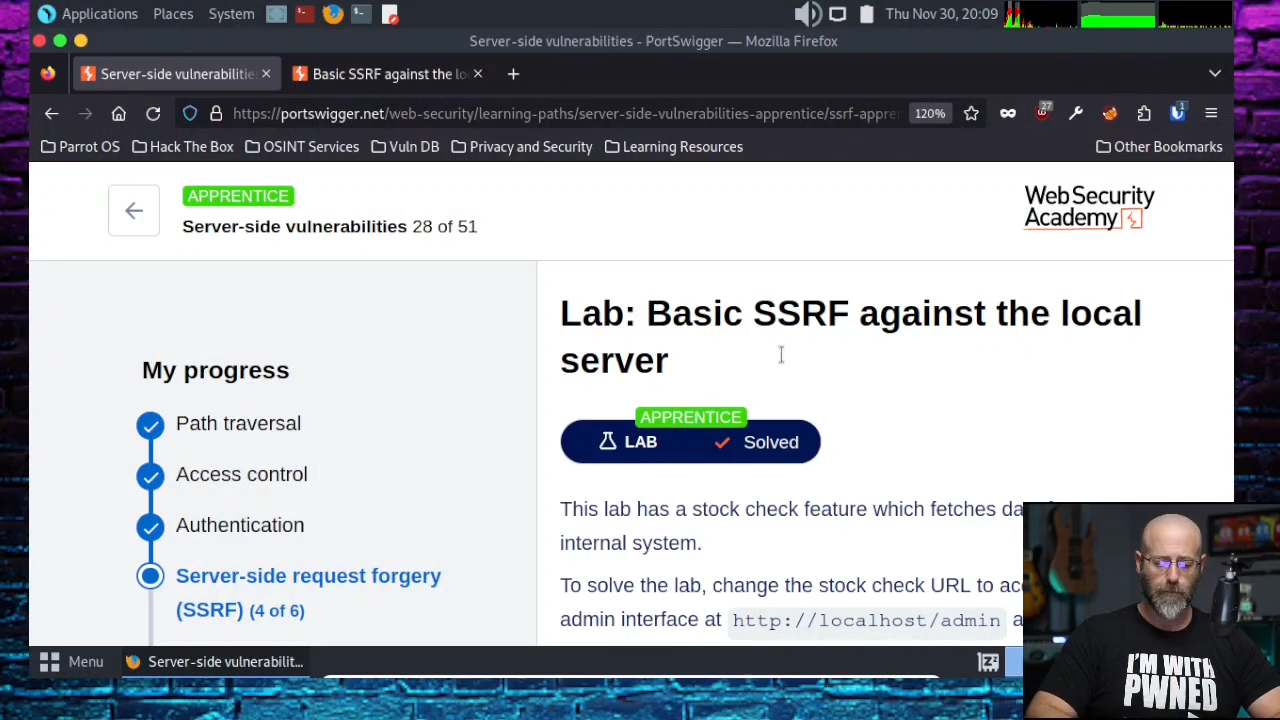 Applications Places System
Thu Nov 30, 20:09
Server-side vulnerabilities - PortSwigger — Mozilla Firefox
Server-side vulnerabilitie
Basic SSRF against the lo
https://portswigger.net/web-security/learning-paths/server-side-vulnerabilities-apprentice/ssrf-appre
120%
27
1
Parrot OS Hack The Box OSINT Services Vuln DB Privacy and Security Learning Resources Other Bookmarks
APPRENTICE
Server-side vulnerabilities 28 of 51
Web Security
Academy
My progress
Path traversal
Access control
Authentication
Server-side request forgery
(SSRF) (4 of 6)
Lab: Basic SSRF against the local
server
APPRENTICE
LAB Solved
This lab has a stock check feature which fetches da
internal system.
To solve the lab, change the stock check URL to ac
admin interface at http://localhost/admin a
Menu Server-side vulnerabilit...
I'M WITH
PWNED